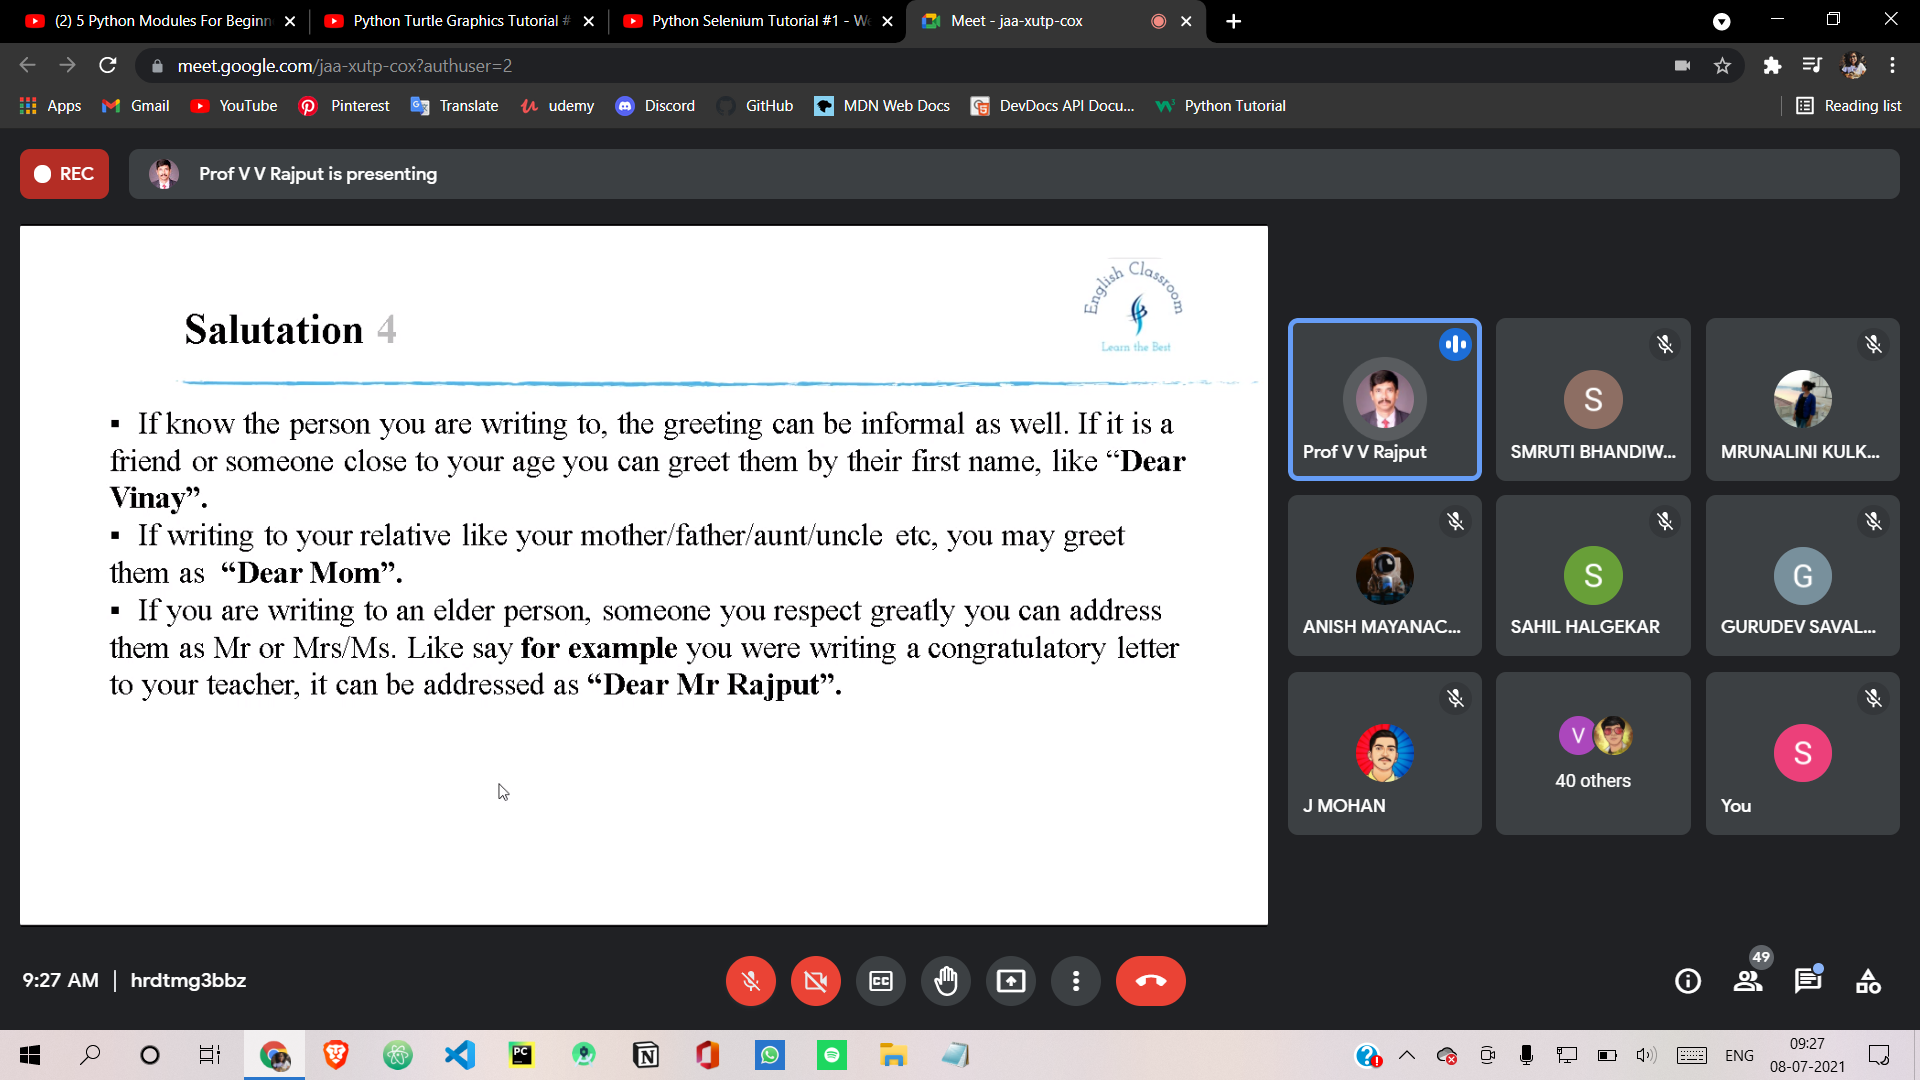 (2) 5 Python Modules For Beginn
Python Turtle Graphics Tutorial #
Python Selenium Tutorial #1 - We
Meet - jaa-xutp-cox
meet.google.com/jaa-xutp-cox?authuser=2
Apps
Gmail
YouTube
Pinterest
Translate
udemy
Discord
GitHub
MDN Web Docs
DevDocs API Docu...
Python Tutorial
Reading list
REC
Prof V V Rajput is presenting
English Classroom
Learn the Best
Salutation 4
▪ If know the person you are writing to, the greeting can be informal as well. If it is a
friend or someone close to your age you can greet them by their first name, like “Dear
Vinay”.
▪ If writing to your relative like your mother/father/aunt/uncle etc, you may greet
them as “Dear Mom”.
▪ If you are writing to an elder person, someone you respect greatly you can address
them as Mr or Mrs/Ms. Like say for example you were writing a congratulatory letter
to your teacher, it can be addressed as “Dear Mr Rajput”.
Prof V V Rajput
S
SMRUTI BHANDIW...
MRUNALINI KULK...
ANISH MAYANAC...
S
SAHIL HALGEKAR
G
GURUDEV SAVAL...
J MOHAN
V
40 others
S
You
9:27 AM | hrdtmg3bbz
CC
49
PC
N
ENG
09:27
08-07-2021